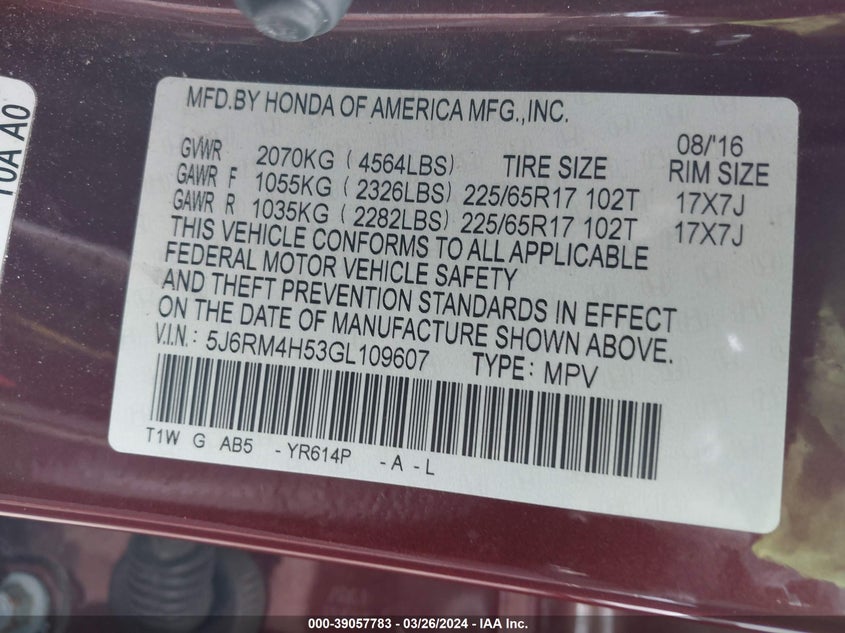 10A A0
MFD.BY HONDA OF AMERICA MFG.,INC.
08/'16
GVWR 2070KG ( 4564LBS) TIRE SIZE RIM SIZE
GAWR F 1055KG ( 2326LBS) 225/65R17 102T 17X7J
GAWR R 1035KG ( 2282LBS) 225/65R17 102T 17X7J
THIS VEHICLE CONFORMS TO ALL APPLICABLE
FEDERAL MOTOR VEHICLE SAFETY
AND THEFT PREVENTION STANDARDS IN EFFECT
ON THE DATE OF MANUFACTURE SHOWN ABOVE.
V.I.N.: 5J6RM4H53GL109607 TYPE: MPV
T1W G AB5 -YR614P -A-L
000-39057783 / 03/26/2024 - IAA Inc.